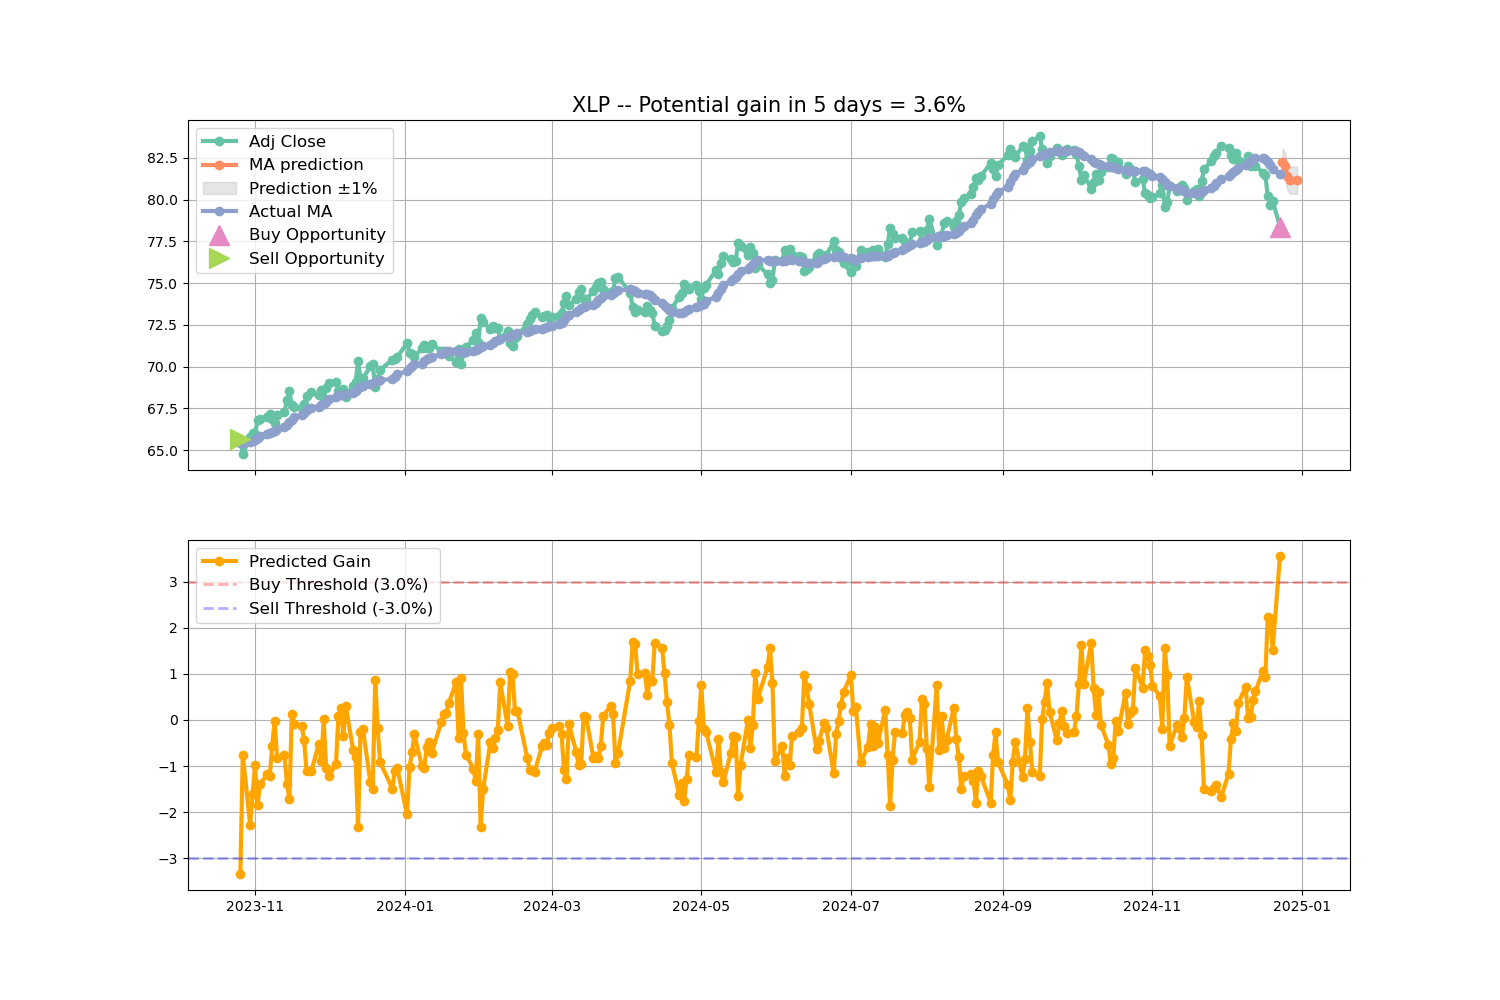 XLP -- Potential gain in 5 days = 3.6%
Adj Close
MA prediction
Prediction ±1%
Actual MA
Buy Opportunity
Sell Opportunity
82.5
80.0
77.5
75.0
72.5
70.0
67.5
65.0
Predicted Gain
Buy Threshold (3.0%)
Sell Threshold (-3.0%)
3
2
1
0
−1
−2
−3
2023-11
2024-01
2024-03
2024-05
2024-07
2024-09
2024-11
2025-01